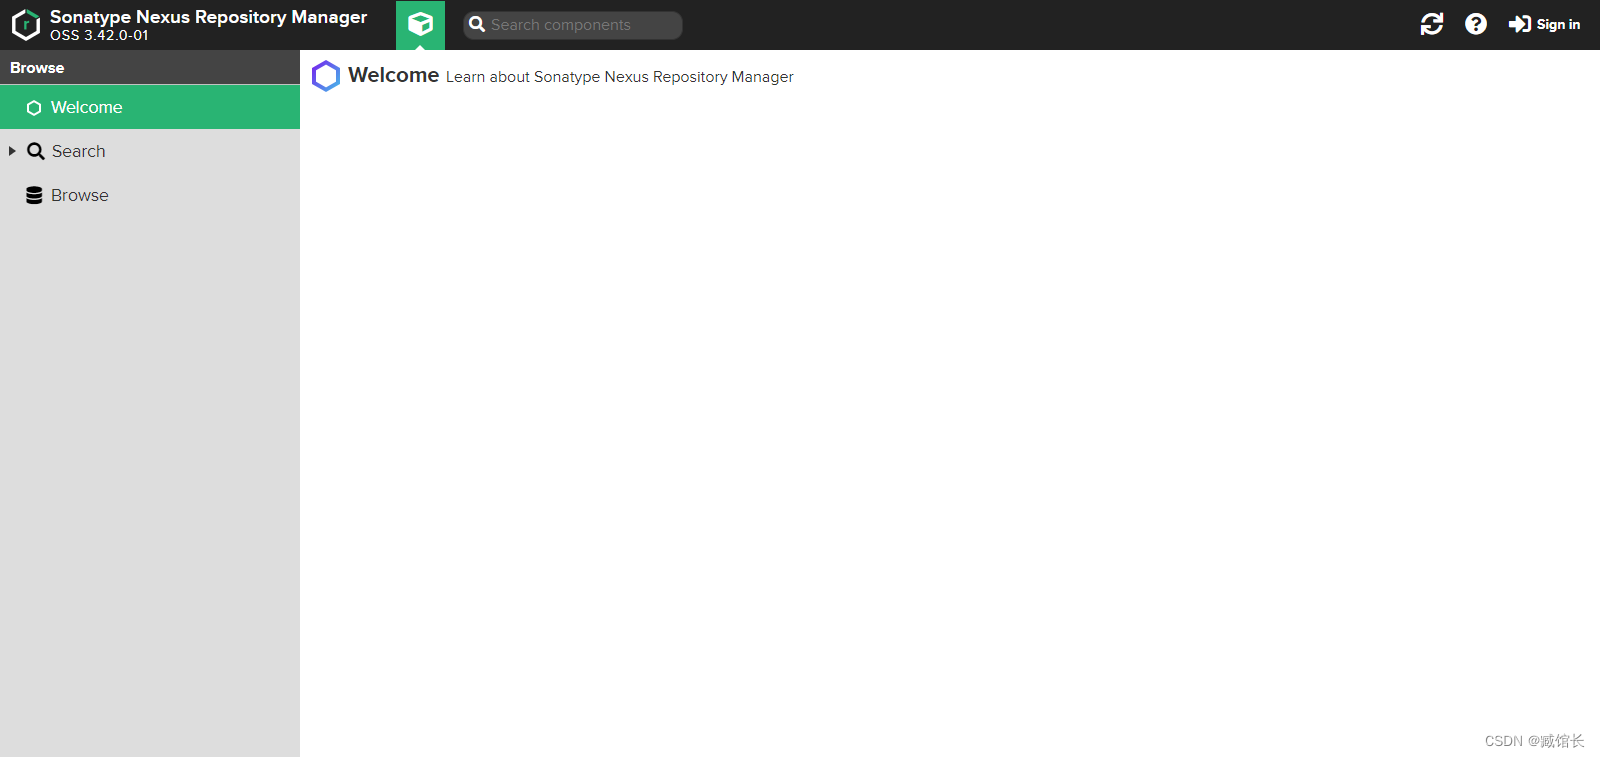 Sonatype Nexus Repository Manager
OSS 3.42.0-01
Search components
Sign in
Browse
Welcome
Search
Browse
Welcome Learn about Sonatype Nexus Repository Manager
CSDN @臧馆长